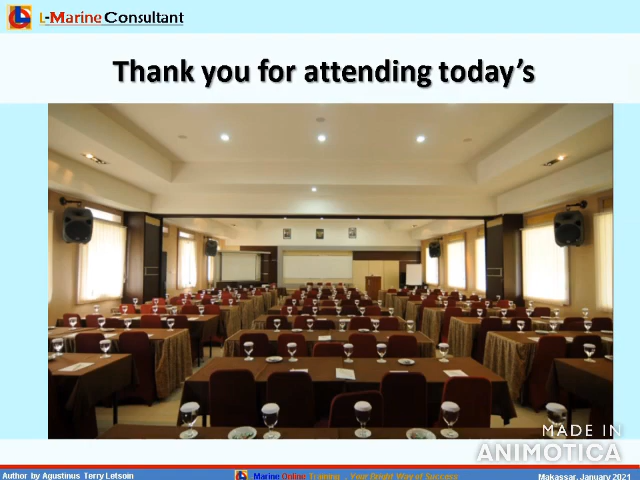 L-Marine Consultant
Thank you for attending today's
MADE IN
ANIMOTICA
Author by Agustinus Terry Letsoin
Marine Online Training - Your Bright Way of Success
Makassar, January 2021